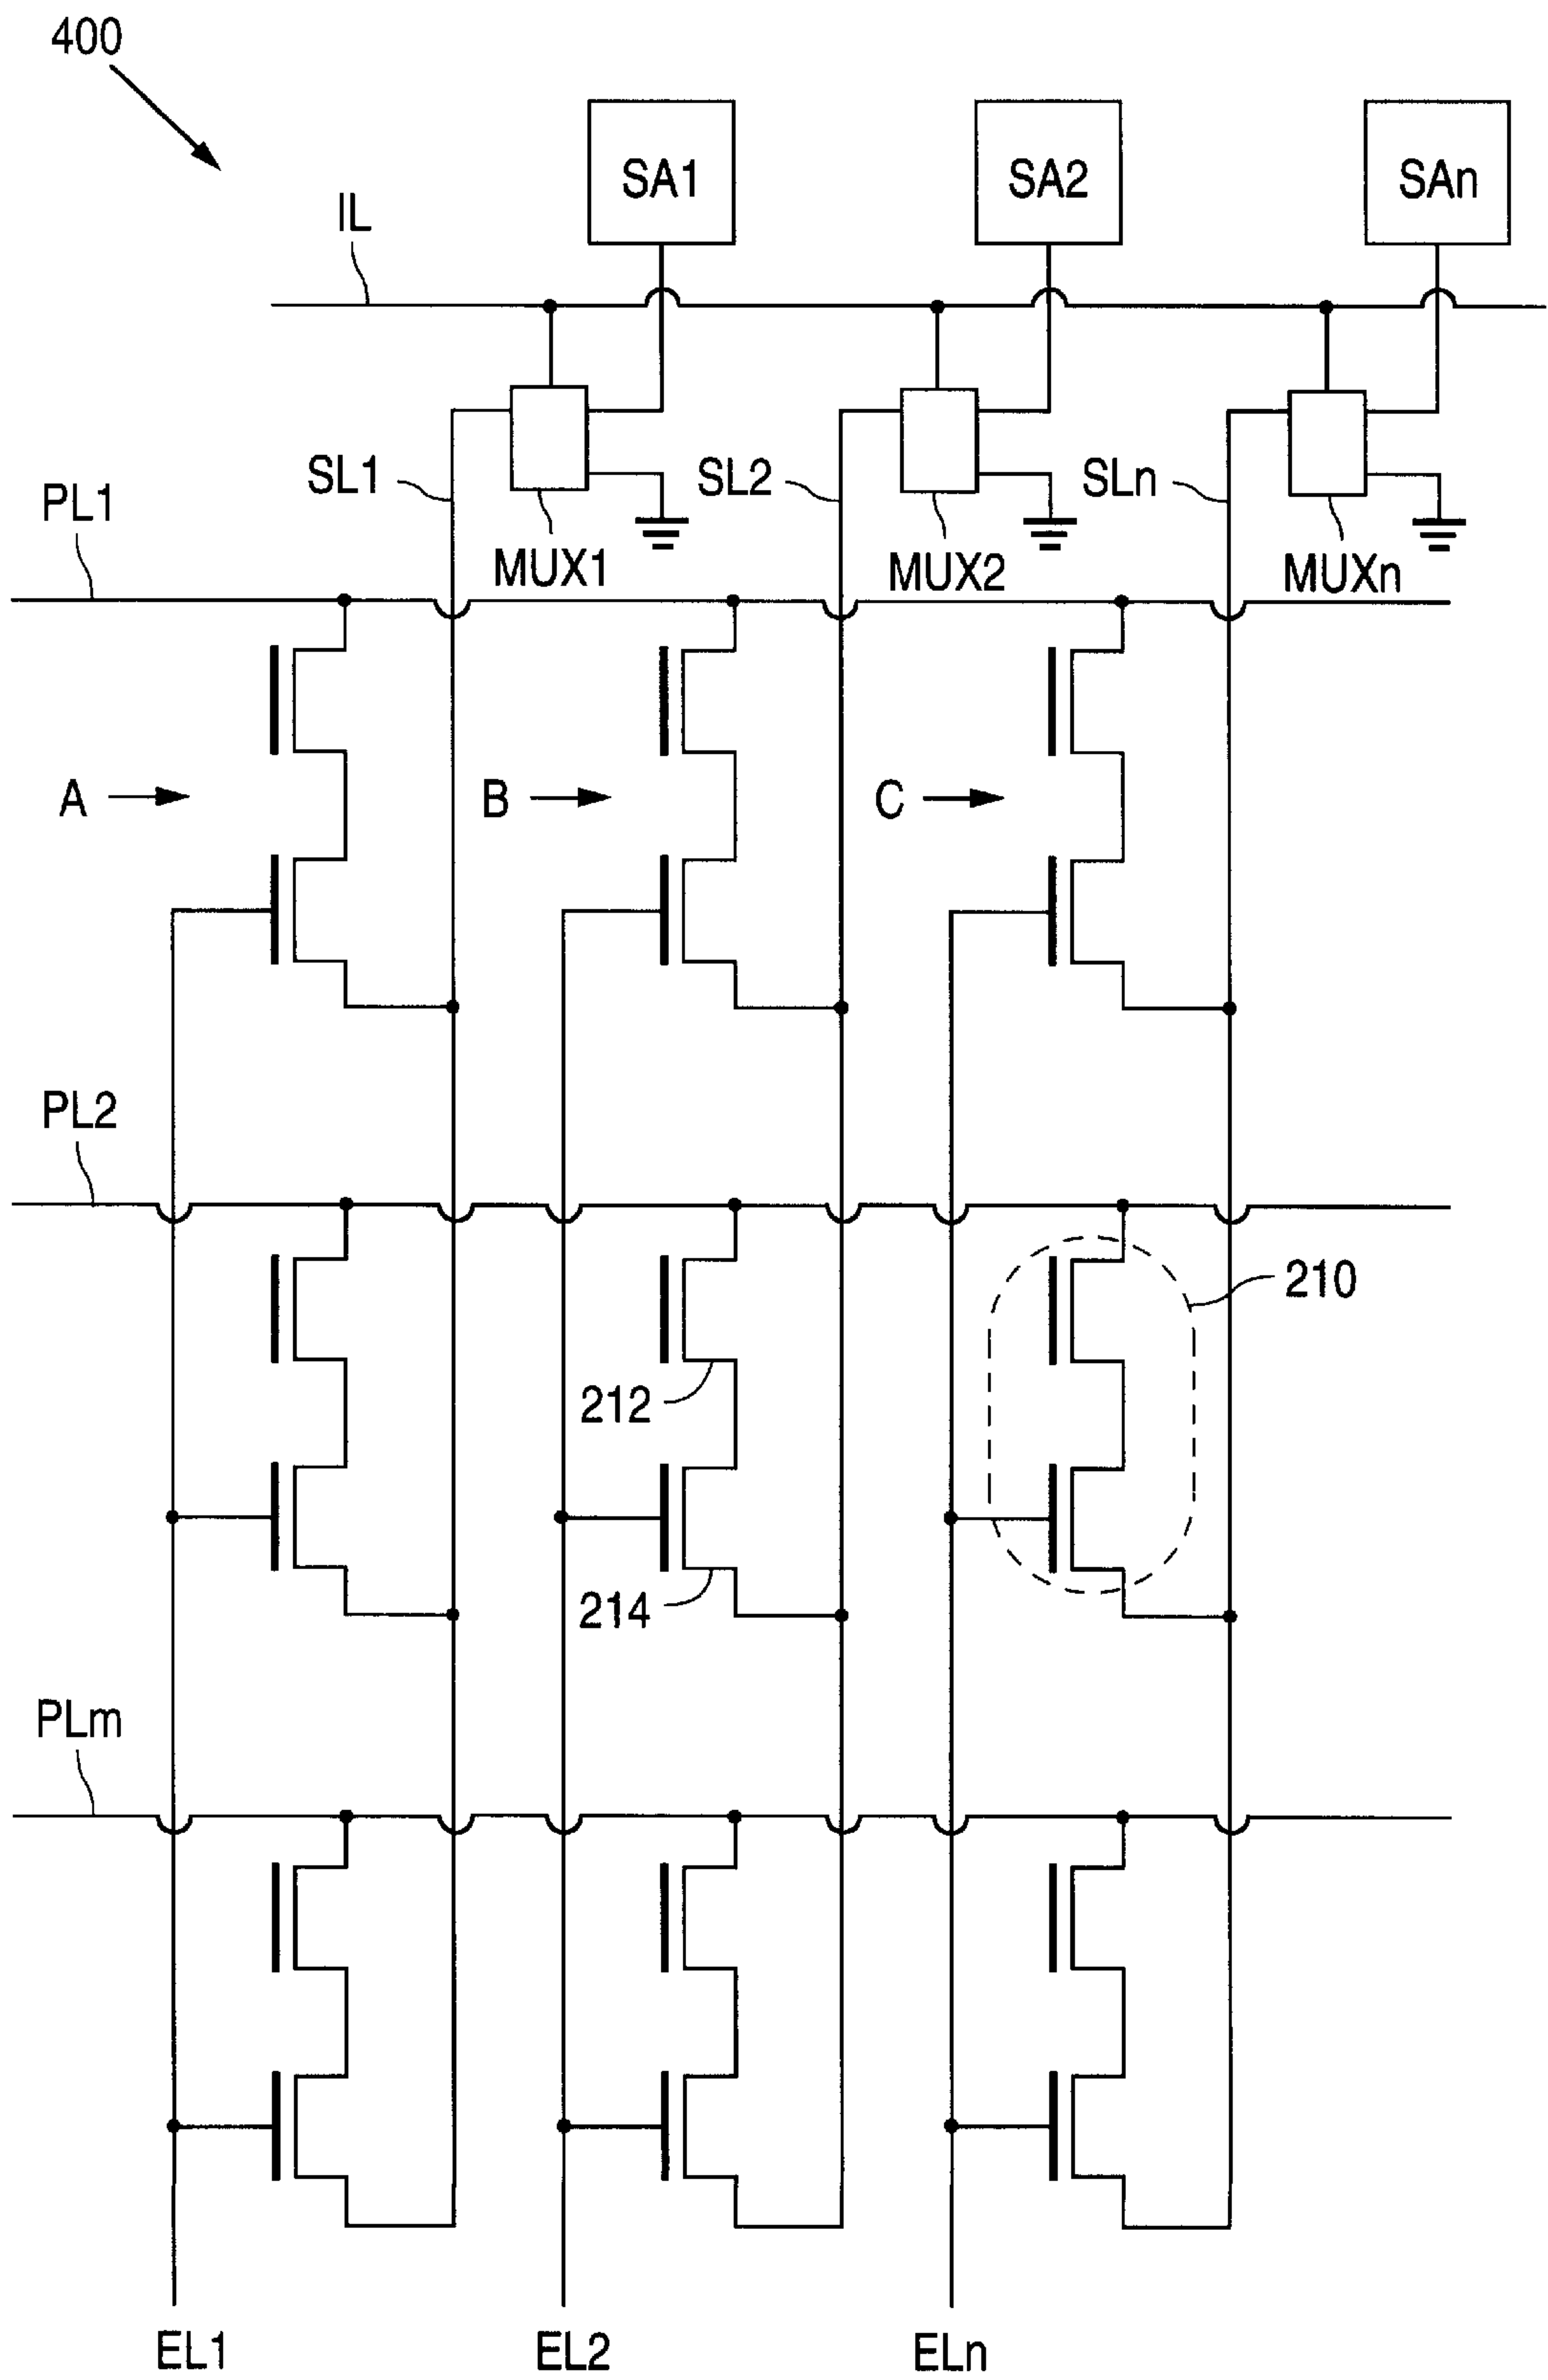 400
SA1
SA2
SAn
IL
SL1
SL2
SLn
PL1
MUX1
MUX2
MUXn
A
B
C
PL2
210
212
214
PLm
EL1
EL2
ELn